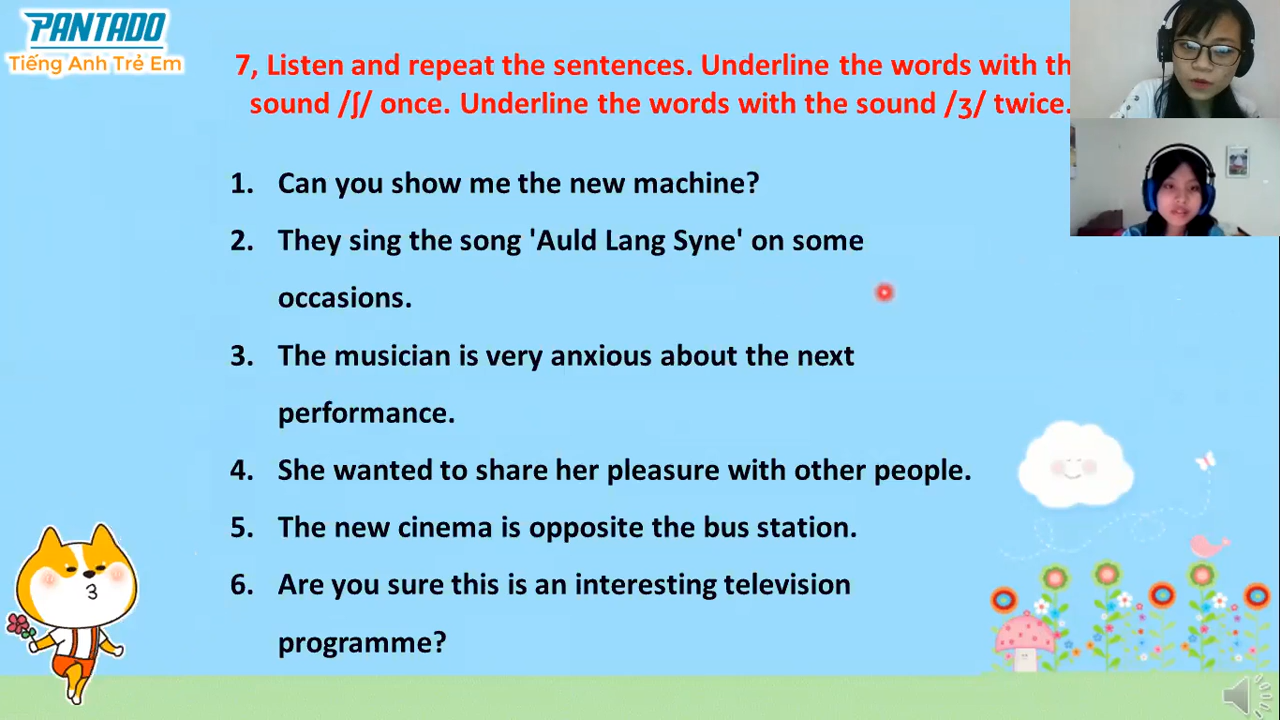 PANTADO
Tiếng Anh Trẻ Em
7, Listen and repeat the sentences. Underline the words with th
sound /ʃ/ once. Underline the words with the sound /ʒ/ twice.
1. Can you show me the new machine?
2. They sing the song 'Auld Lang Syne' on some
occasions.
3. The musician is very anxious about the next
performance.
4. She wanted to share her pleasure with other people.
5. The new cinema is opposite the bus station.
6. Are you sure this is an interesting television
programme?